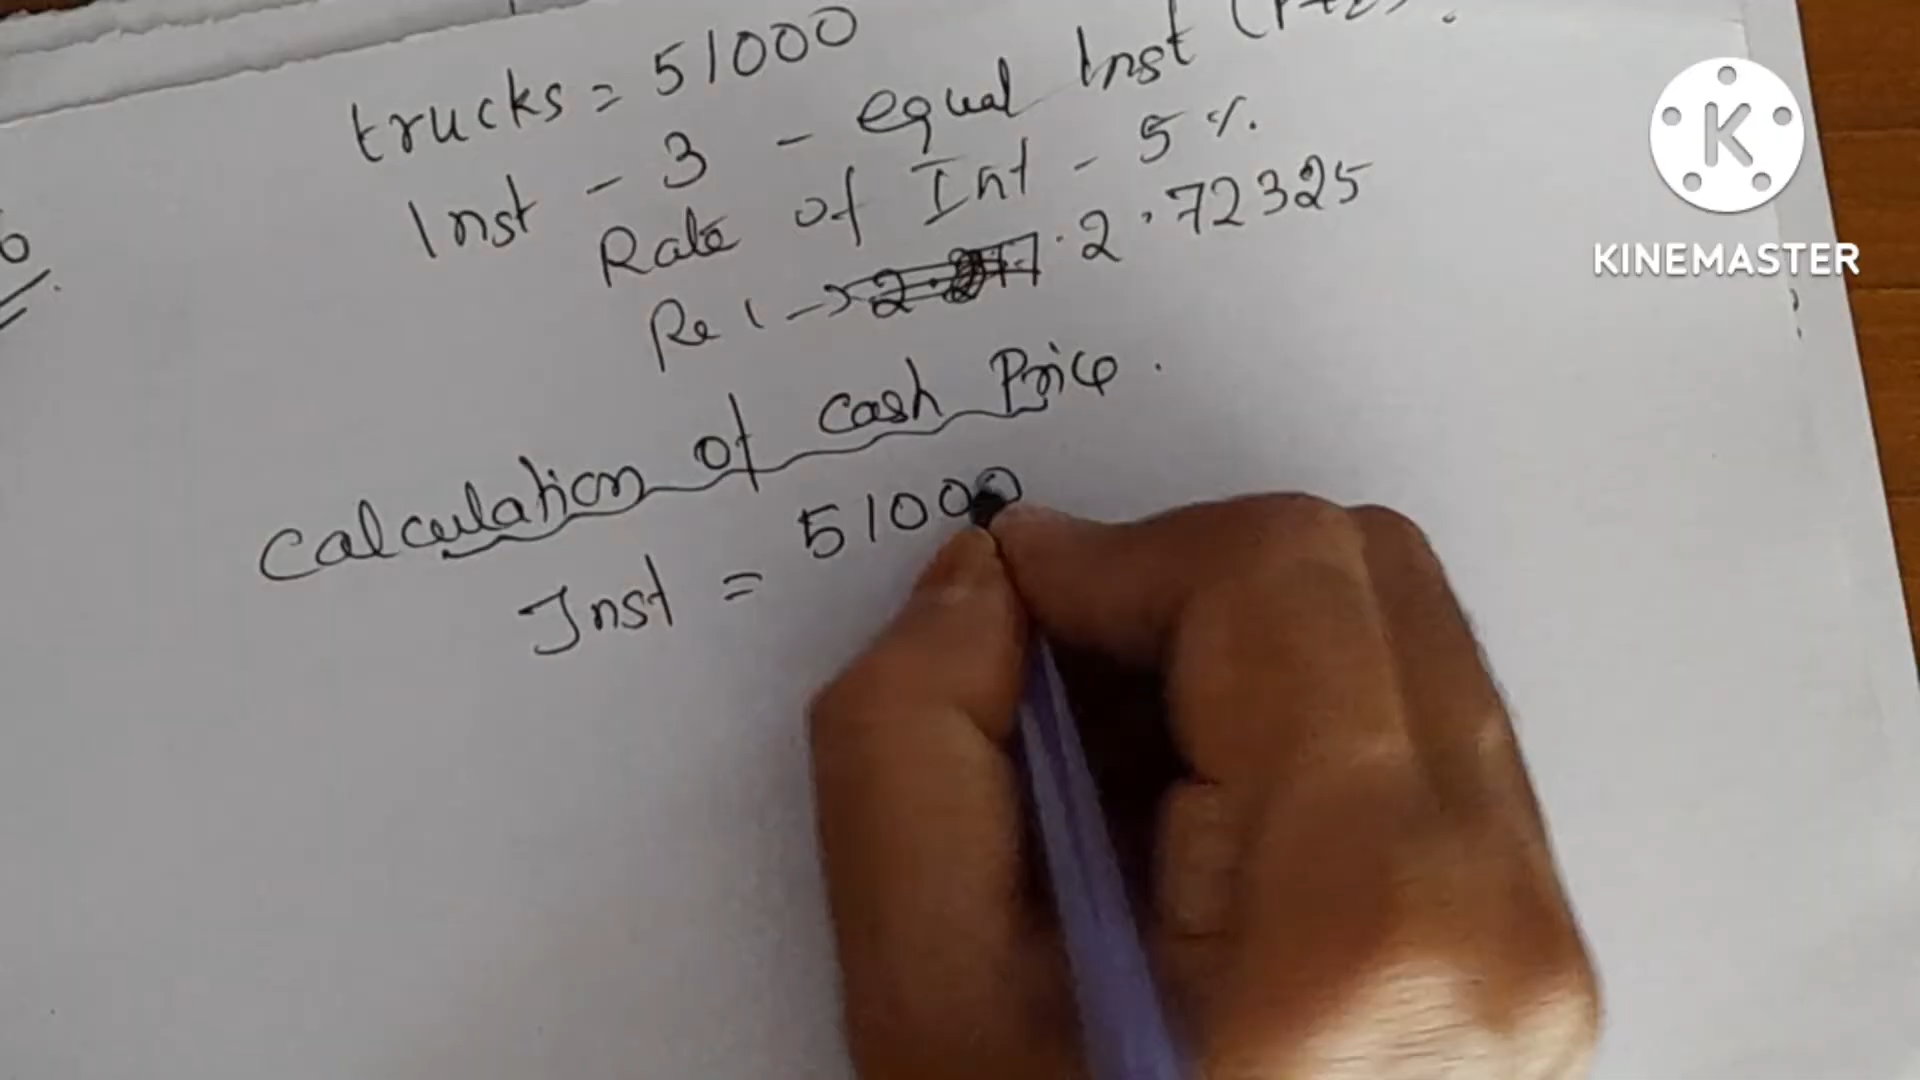 trucks = 51000
Inst - 3 - equal Inst
Rate of Int - 5 %
Re 1 → 2.72325
Calculation of Cash Price.
Inst = 51000
K
KINEMASTER